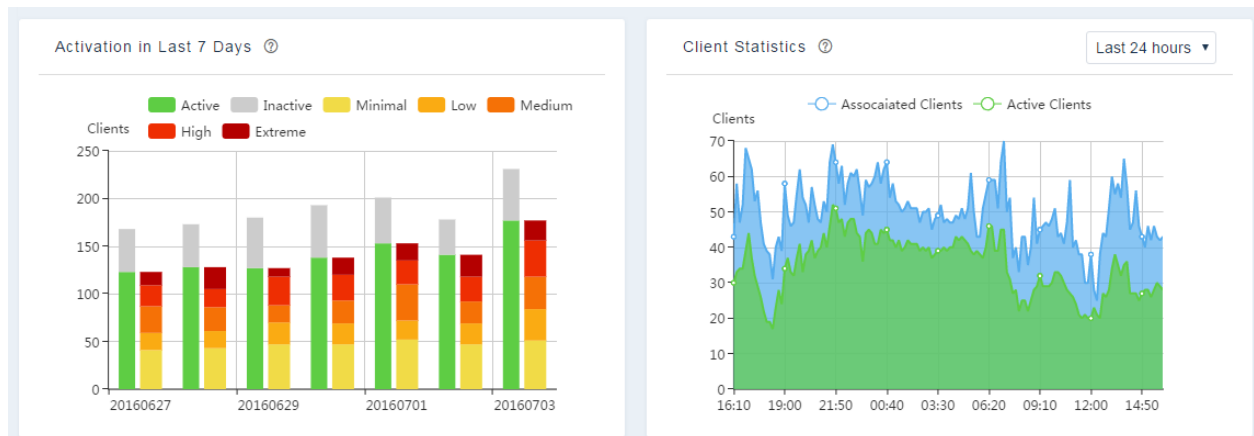 Activation in Last 7 Days ?
Active Inactive Minimal Low Medium
High Extreme
Clients
250
200
150
100
50
0
20160627 20160629 20160701 20160703
Client Statistics ?
Last 24 hours
Assocaiated Clients Active Clients
Clients
70
60
50
40
30
20
10
0
16:10 19:00 21:50 00:40 03:30 06:20 09:10 12:00 14:50